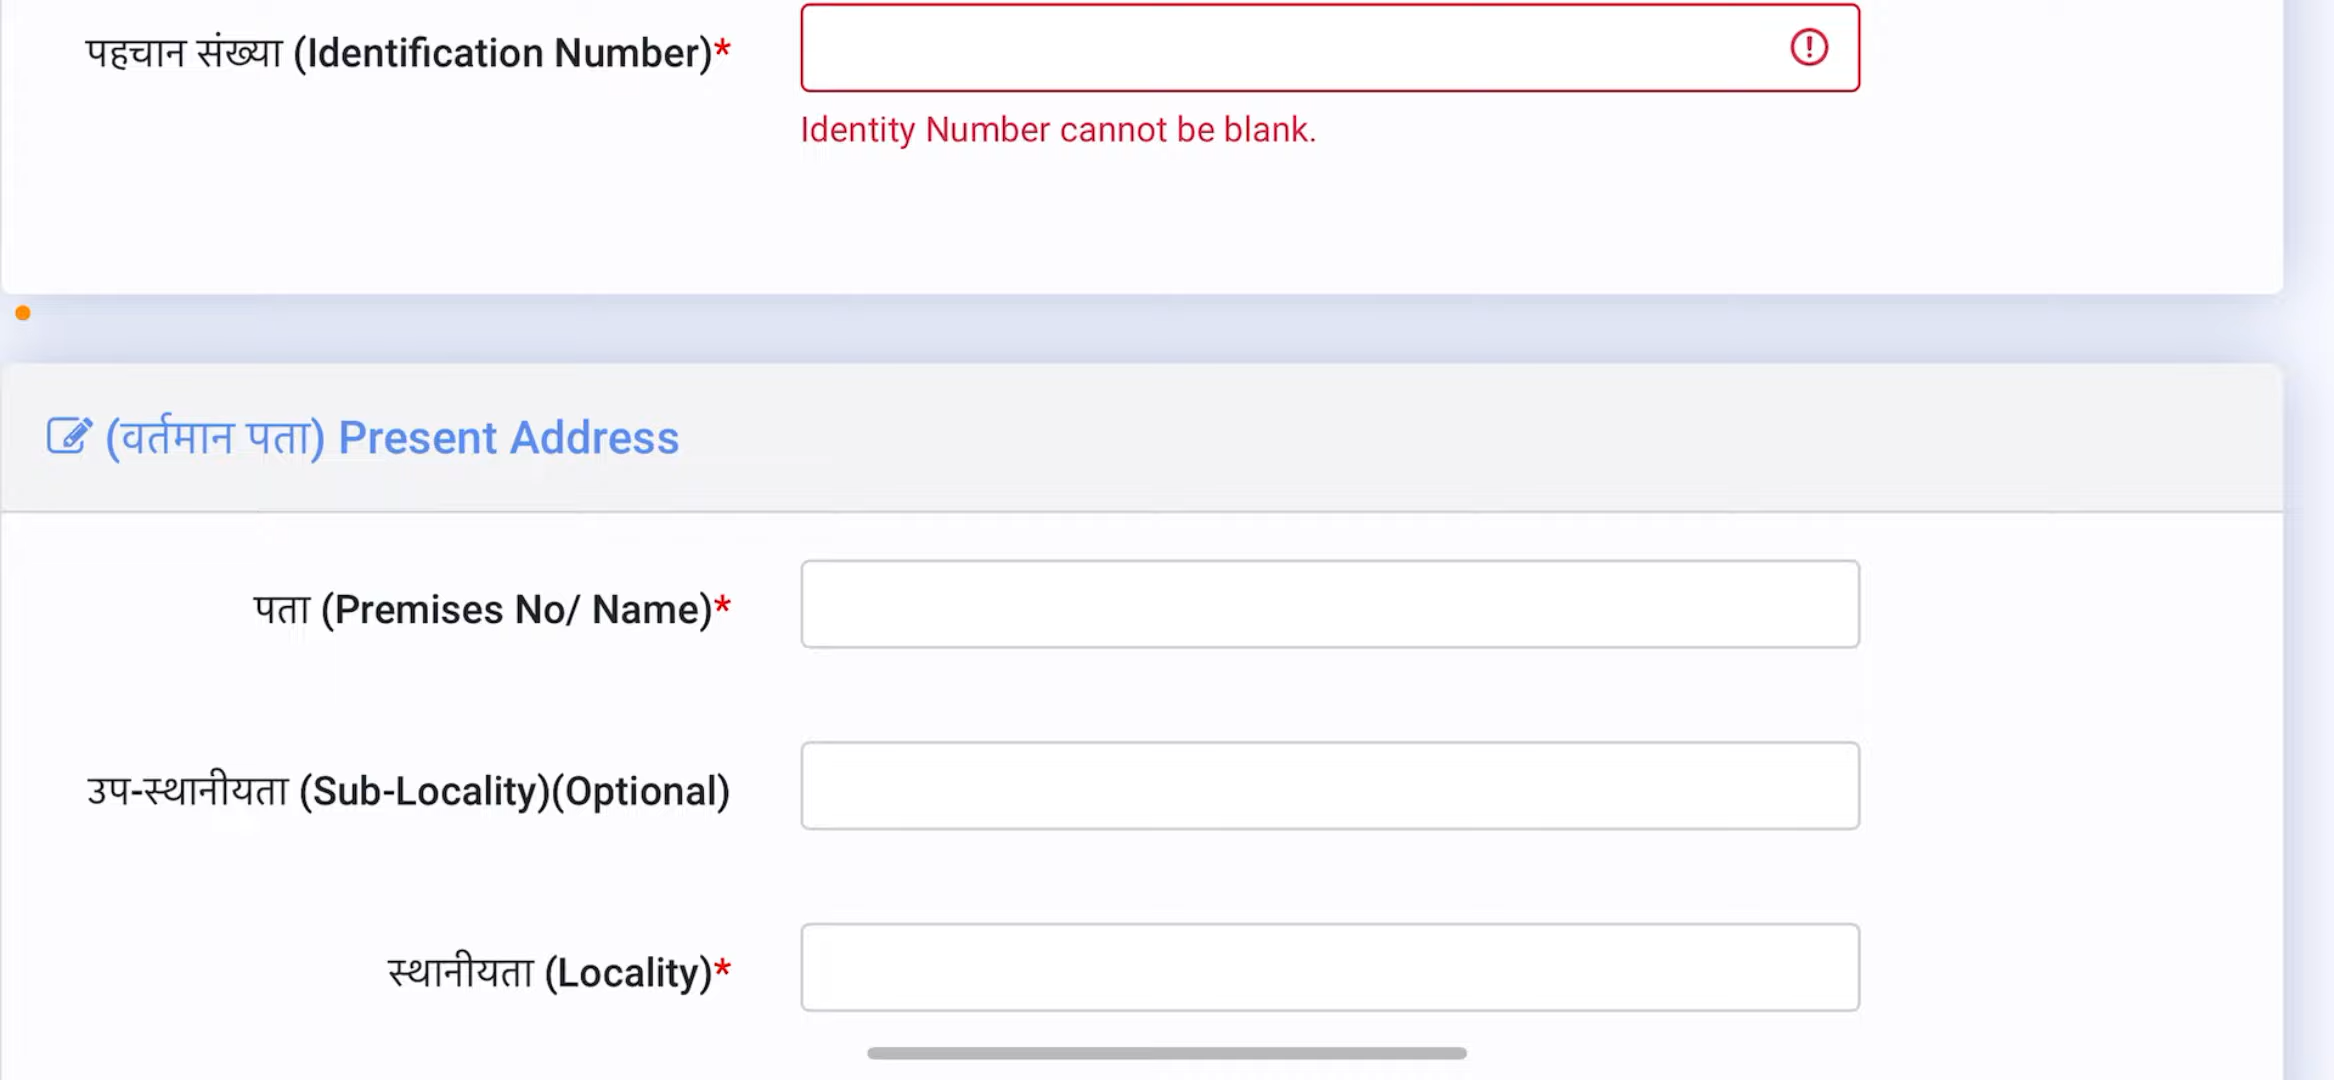 पहचान संख्या (Identification Number)*
Identity Number cannot be blank.
(वर्तमान पता) Present Address
पता (Premises No/ Name)*
उप-स्थानीयता (Sub-Locality)(Optional)
स्थानीयता (Locality)*